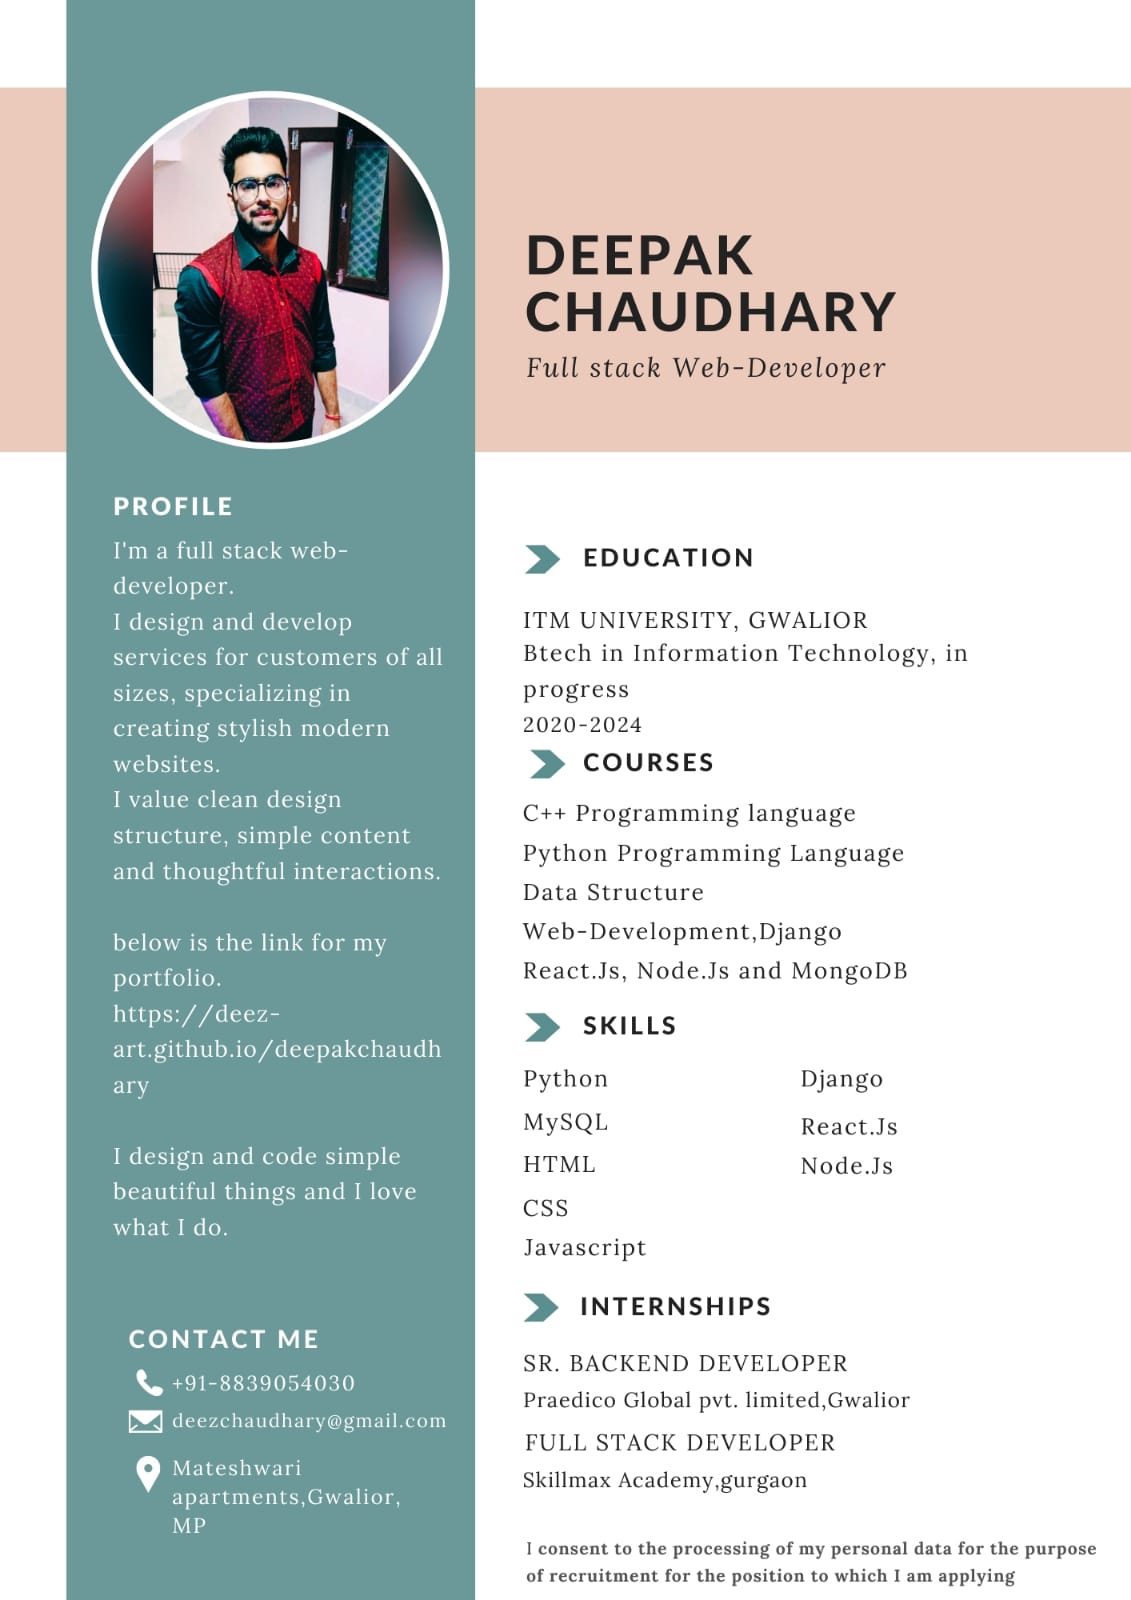 DEEPAK
CHAUDHARY
Full stack Web-Developer
PROFILE
I'm a full stack web-
developer.
I design and develop
services for customers of all
sizes, specializing in
creating stylish modern
websites.
I value clean design
structure, simple content
and thoughtful interactions.
below is the link for my
portfolio.
https://deez-
art.github.io/deepakchaudh
ary
I design and code simple
beautiful things and I love
what I do.
CONTACT ME
+91-8839054030
deezchaudhary@gmail.com
Mateshwari
apartments,Gwalior,
MP
EDUCATION
ITM UNIVERSITY, GWALIOR
Btech in Information Technology, in
progress
2020-2024
COURSES
C++ Programming language
Python Programming Language
Data Structure
Web-Development,Django
React.Js, Node.Js and MongoDB
SKILLS
Python
MySQL
HTML
CSS
Javascript
Django
React.Js
Node.Js
INTERNSHIPS
SR. BACKEND DEVELOPER
Praedico Global pvt. limited,Gwalior
FULL STACK DEVELOPER
Skillmax Academy,gurgaon
I consent to the processing of my personal data for the purpose
of recruitment for the position to which I am applying